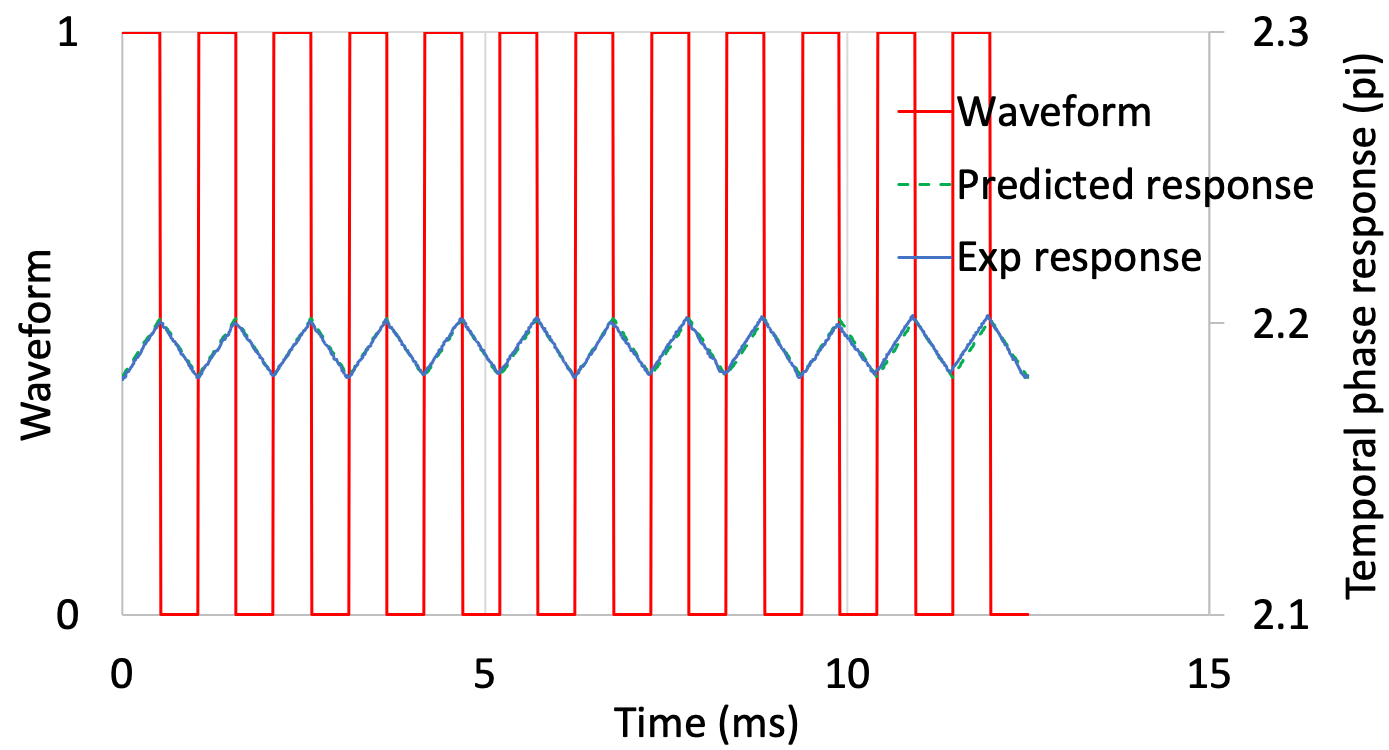 1
0
Waveform
2.3
2.2
2.1
Temporal phase response (pi)
Waveform
Predicted response
Exp response
0
5
10
15
Time (ms)